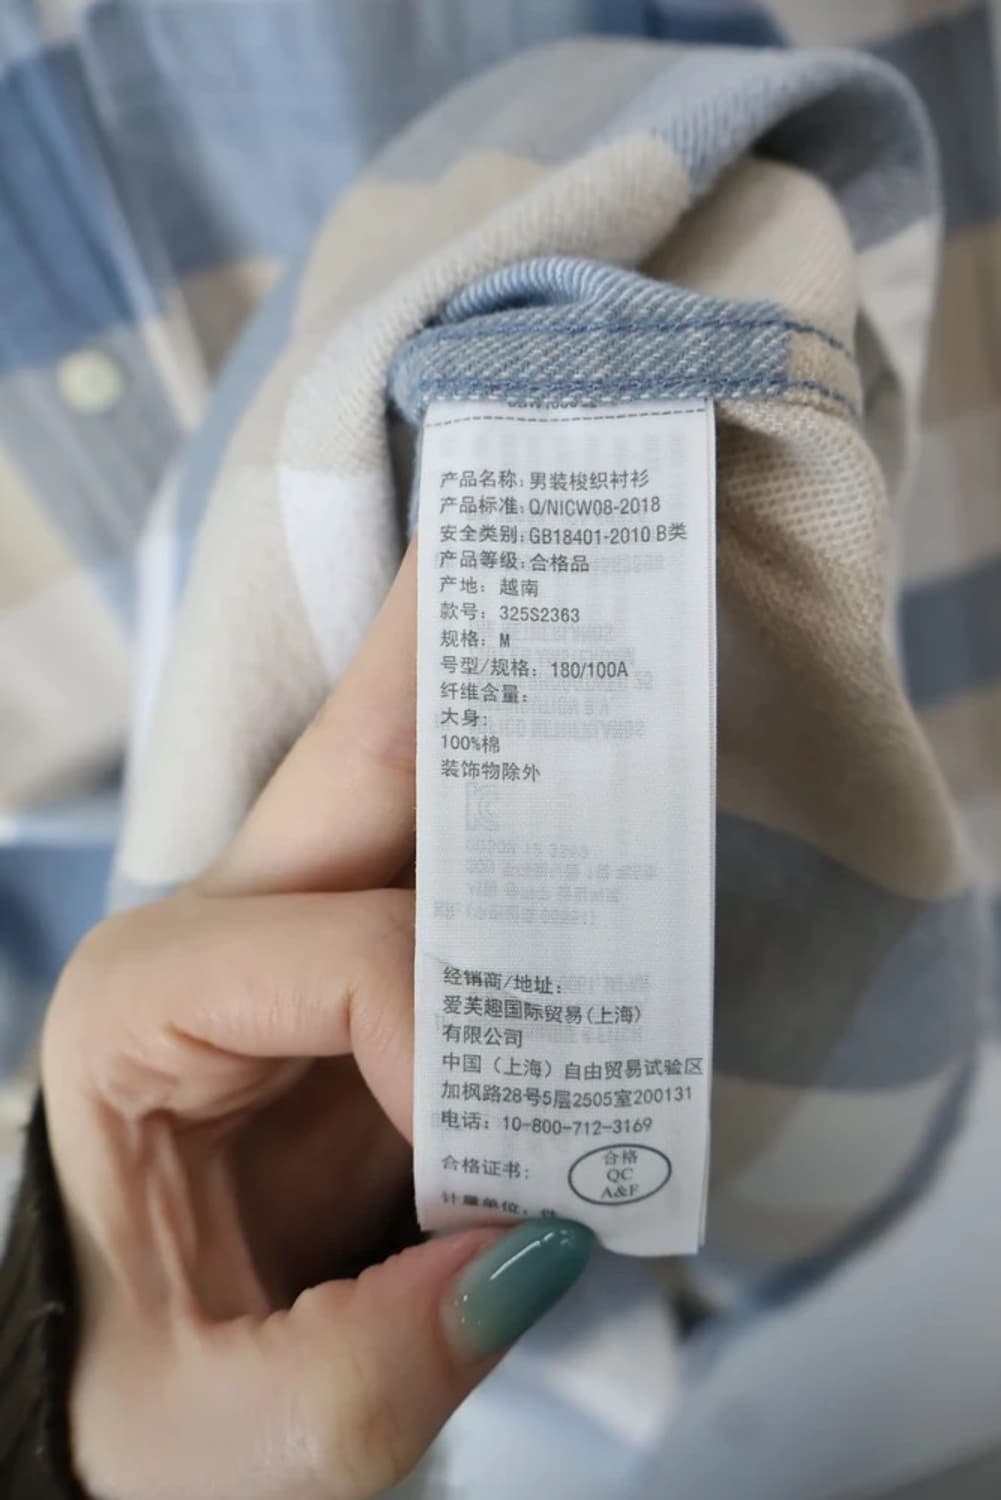 产品名称: 男装梭织衬衫
产品标准: Q/NICW08-2018
安全类别: GB18401-2010 B类
产品等级: 合格品
产地: 越南
款号: 325S2363
规格: M
号型/规格: 180/100A
纤维含量:
大身:
100%棉
装饰物除外
经销商/地址:
爱芙趣国际贸易(上海)
有限公司
中国（上海）自由贸易试验区
加枫路28号5层2505室200131
电话: 10-800-712-3169
合格证书:
合格
QC
A&F
计量单位: 件